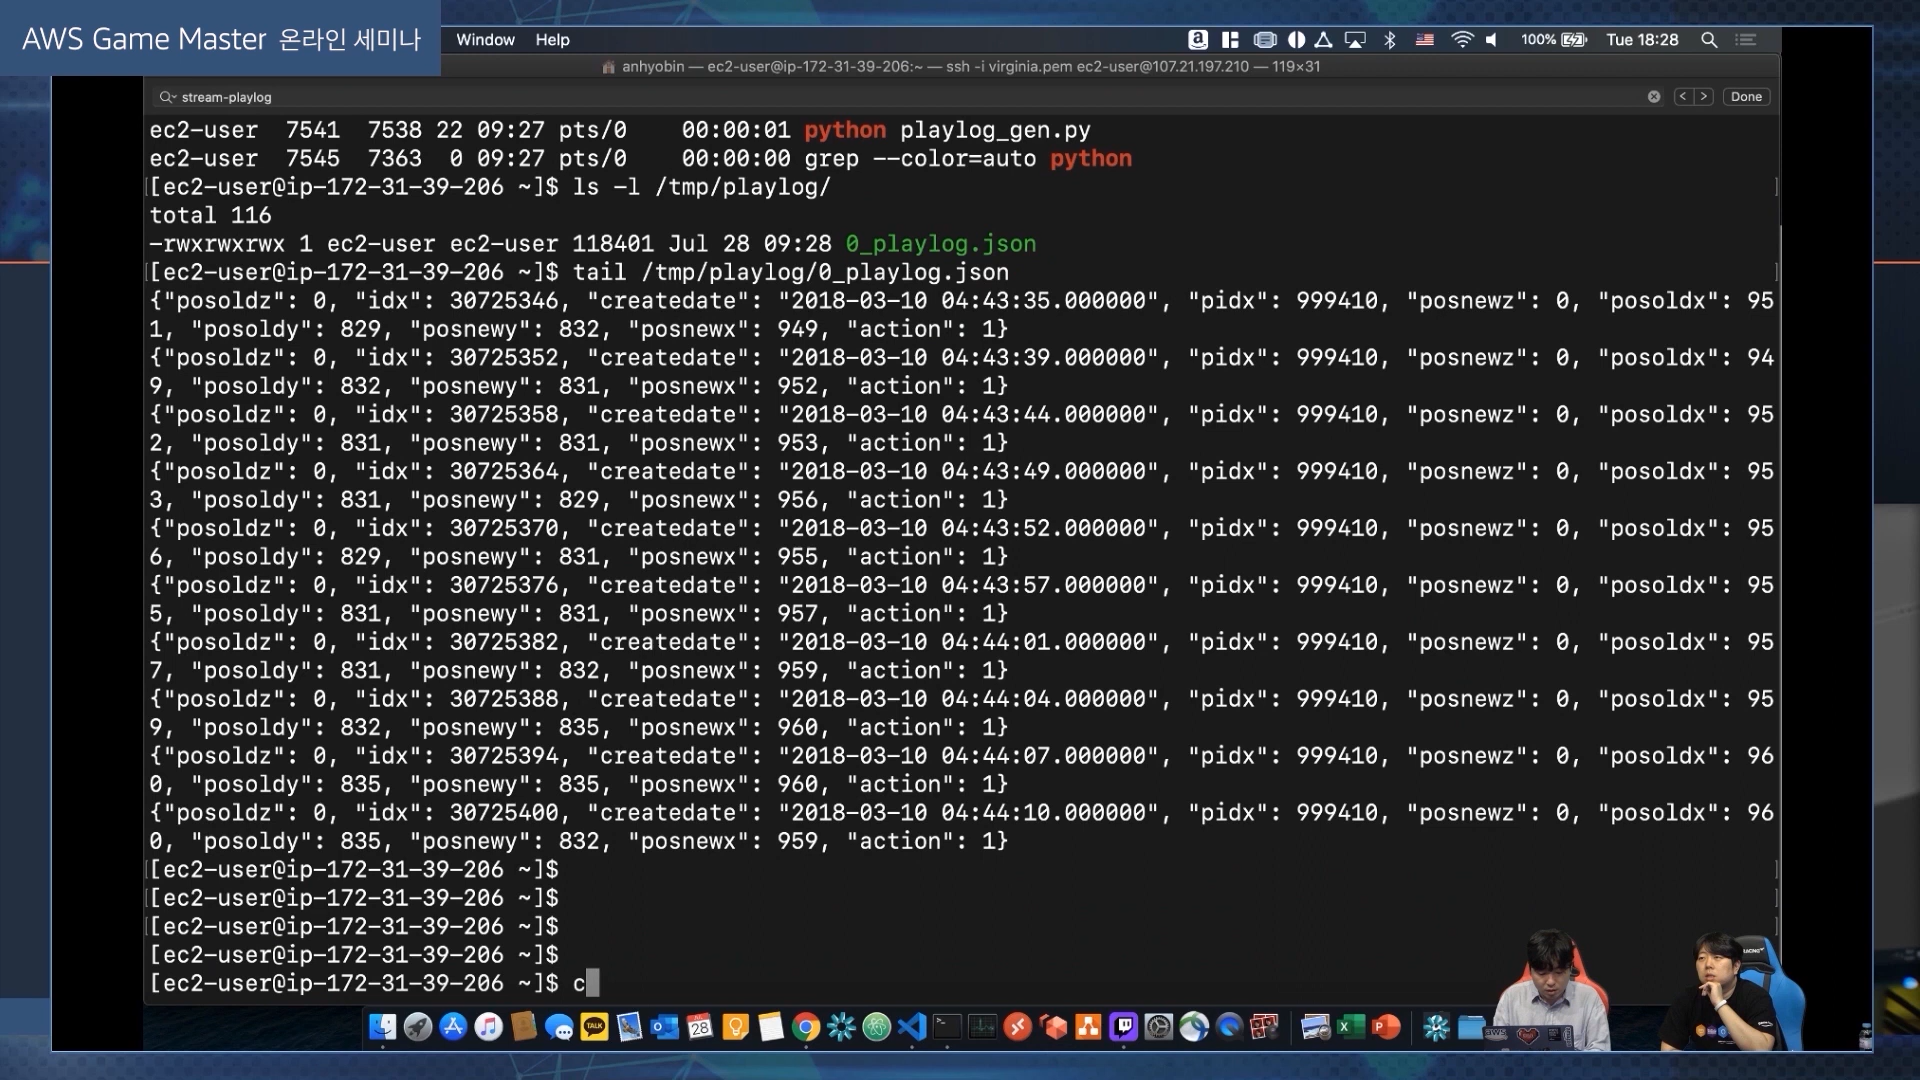 AWS Game Master 온라인 세미나
Window Help
100% Tue 18:28
anhyobin — ec2-user@ip-172-31-39-206:~ — ssh -i virginia.pem ec2-user@107.21.197.210 — 119×31
stream-playlog
Done
ec2-user  7541  7538 22 09:27 pts/0    00:00:01 python playlog_gen.py
ec2-user  7545  7363  0 09:27 pts/0    00:00:00 grep --color=auto python
[ec2-user@ip-172-31-39-206 ~]$ ls -l /tmp/playlog/
total 116
-rwxrwxrwx 1 ec2-user ec2-user 118401 Jul 28 09:28 0_playlog.json
[ec2-user@ip-172-31-39-206 ~]$ tail /tmp/playlog/0_playlog.json
{"posoldz": 0, "idx": 30725346, "createdate": "2018-03-10 04:43:35.000000", "pidx": 999410, "posnewz": 0, "posoldx": 95
1, "posoldy": 829, "posnewy": 832, "posnewx": 949, "action": 1}
{"posoldz": 0, "idx": 30725352, "createdate": "2018-03-10 04:43:39.000000", "pidx": 999410, "posnewz": 0, "posoldx": 94
9, "posoldy": 832, "posnewy": 831, "posnewx": 952, "action": 1}
{"posoldz": 0, "idx": 30725358, "createdate": "2018-03-10 04:43:44.000000", "pidx": 999410, "posnewz": 0, "posoldx": 95
2, "posoldy": 831, "posnewy": 831, "posnewx": 953, "action": 1}
{"posoldz": 0, "idx": 30725364, "createdate": "2018-03-10 04:43:49.000000", "pidx": 999410, "posnewz": 0, "posoldx": 95
3, "posoldy": 831, "posnewy": 829, "posnewx": 956, "action": 1}
{"posoldz": 0, "idx": 30725370, "createdate": "2018-03-10 04:43:52.000000", "pidx": 999410, "posnewz": 0, "posoldx": 95
6, "posoldy": 829, "posnewy": 831, "posnewx": 955, "action": 1}
{"posoldz": 0, "idx": 30725376, "createdate": "2018-03-10 04:43:57.000000", "pidx": 999410, "posnewz": 0, "posoldx": 95
5, "posoldy": 831, "posnewy": 831, "posnewx": 957, "action": 1}
{"posoldz": 0, "idx": 30725382, "createdate": "2018-03-10 04:44:01.000000", "pidx": 999410, "posnewz": 0, "posoldx": 95
7, "posoldy": 831, "posnewy": 832, "posnewx": 959, "action": 1}
{"posoldz": 0, "idx": 30725388, "createdate": "2018-03-10 04:44:04.000000", "pidx": 999410, "posnewz": 0, "posoldx": 95
9, "posoldy": 832, "posnewy": 835, "posnewx": 960, "action": 1}
{"posoldz": 0, "idx": 30725394, "createdate": "2018-03-10 04:44:07.000000", "pidx": 999410, "posnewz": 0, "posoldx": 96
0, "posoldy": 835, "posnewy": 835, "posnewx": 960, "action": 1}
{"posoldz": 0, "idx": 30725400, "createdate": "2018-03-10 04:44:10.000000", "pidx": 999410, "posnewz": 0, "posoldx": 96
0, "posoldy": 835, "posnewy": 832, "posnewx": 959, "action": 1}
[ec2-user@ip-172-31-39-206 ~]$
[ec2-user@ip-172-31-39-206 ~]$
[ec2-user@ip-172-31-39-206 ~]$
[ec2-user@ip-172-31-39-206 ~]$
[ec2-user@ip-172-31-39-206 ~]$ c
TALK
28
aws